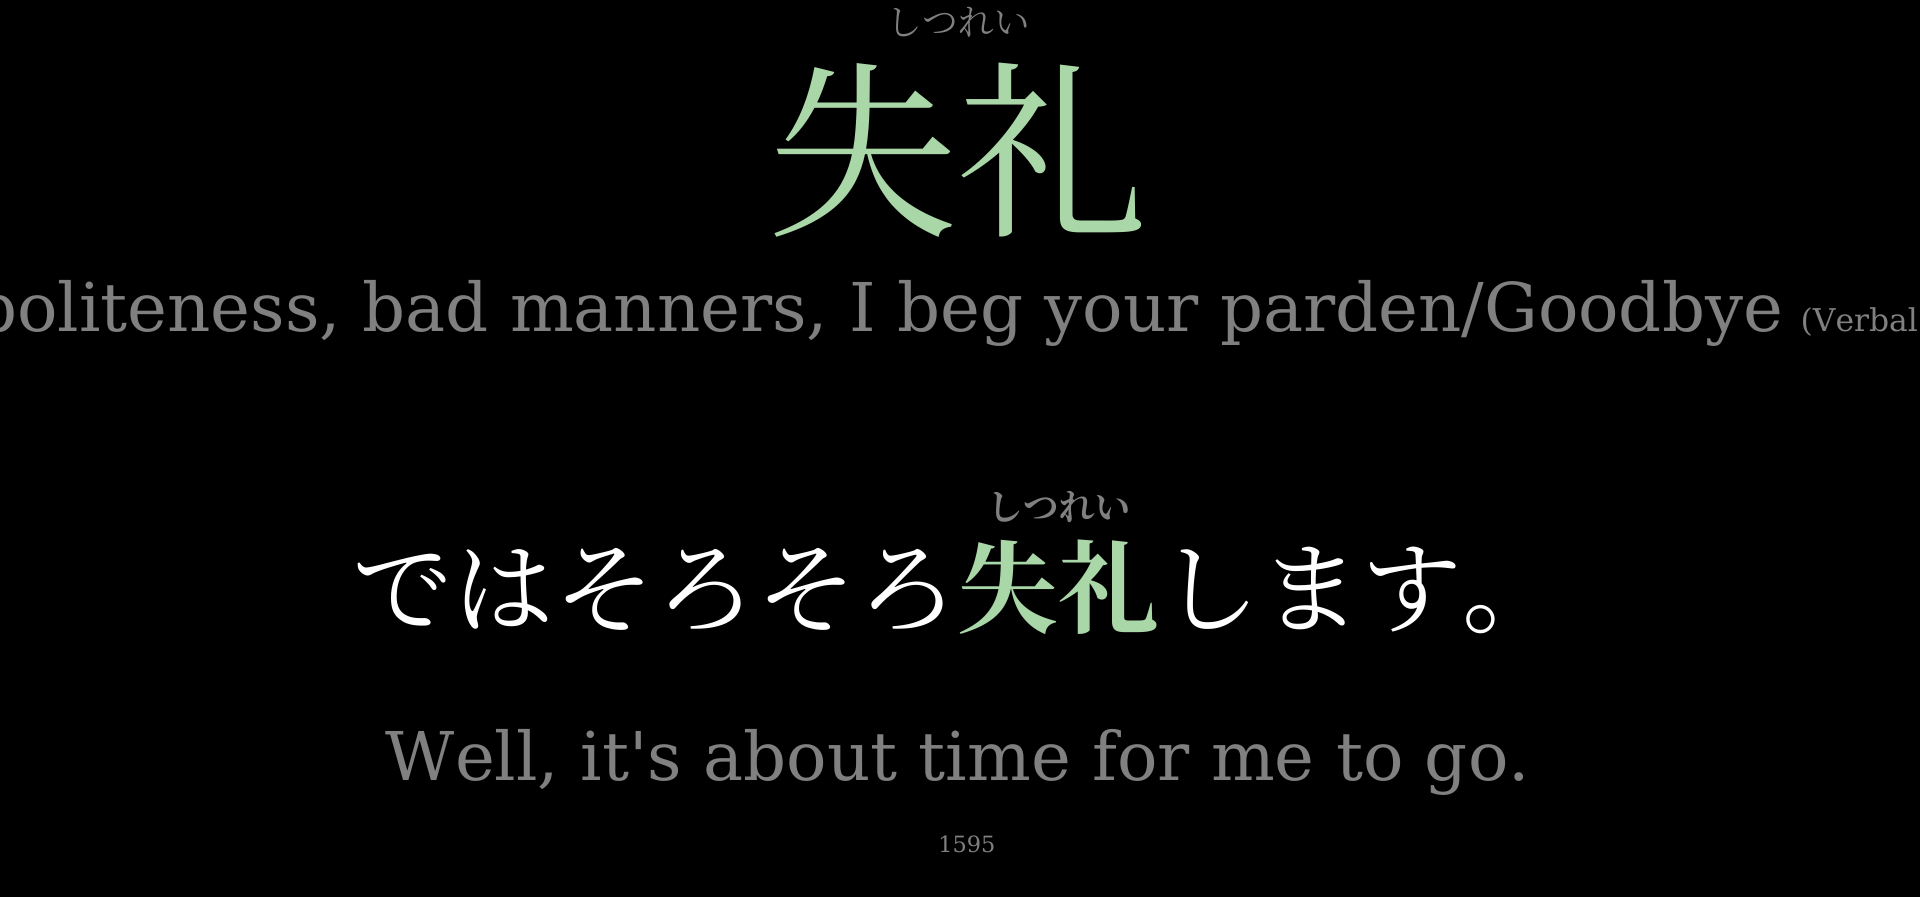 しつれい
失礼
politeness, bad manners, I beg your parden/Goodbye (Verbal
しつれい
ではそろそろ失礼します。
Well, it's about time for me to go.
1595